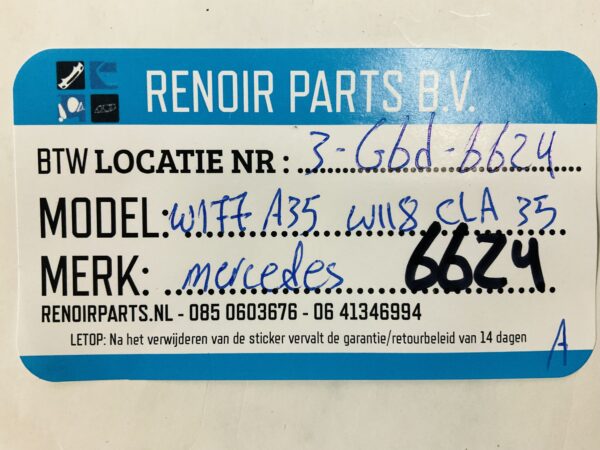 RENOIR PARTS B.V.
BTW LOCATIE NR : 3-G6d-6624
MODEL: W177 A35 W118 CLA 35
MERK: mercedes 6624
RENOIRPARTS.NL - 085 0603676 - 06 41346994
LETOP: Na het verwijderen van de sticker vervalt de garantie/retourbeleid van 14 dagen
A